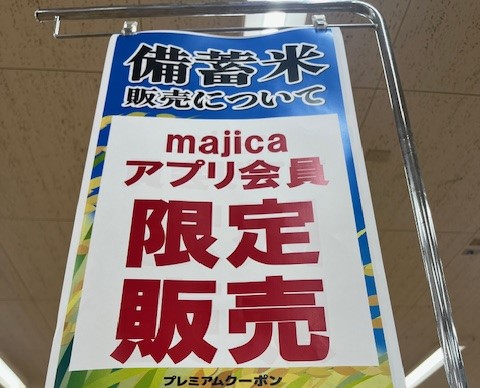 備蓄米
販売について
majica
アプリ会員
限定
販売
プレミアムクーポン